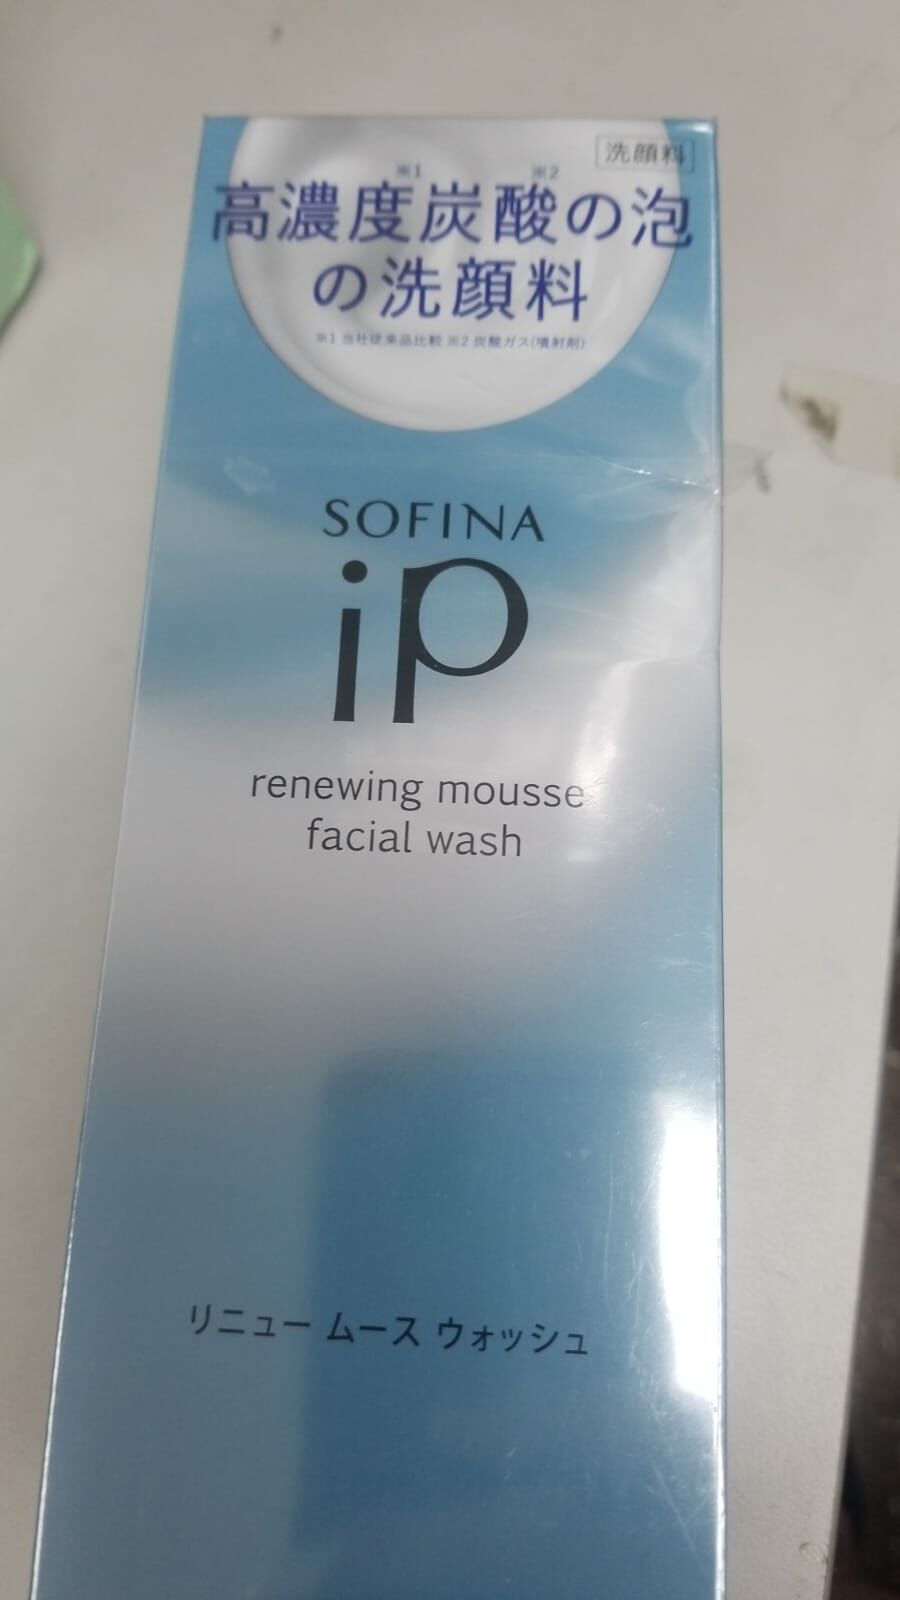 洗顔料
※1 ※2
高濃度炭酸の泡
の洗顔料
※1 当社従来品比較 ※2 炭酸ガス(噴射剤)
SOFINA
iP
renewing mousse
facial wash
リニュー ムース ウォッシュ